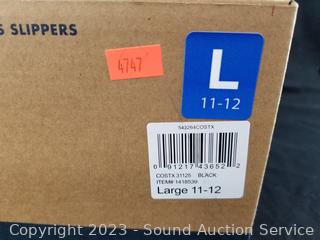 S SLIPPERS
4747
L
11-12
543264COSTX
0 91217 43652 2
COSTX 31125 BLACK
ITEM# 1418539
Large 11-12
Copyright 2023 - Sound Auction Service